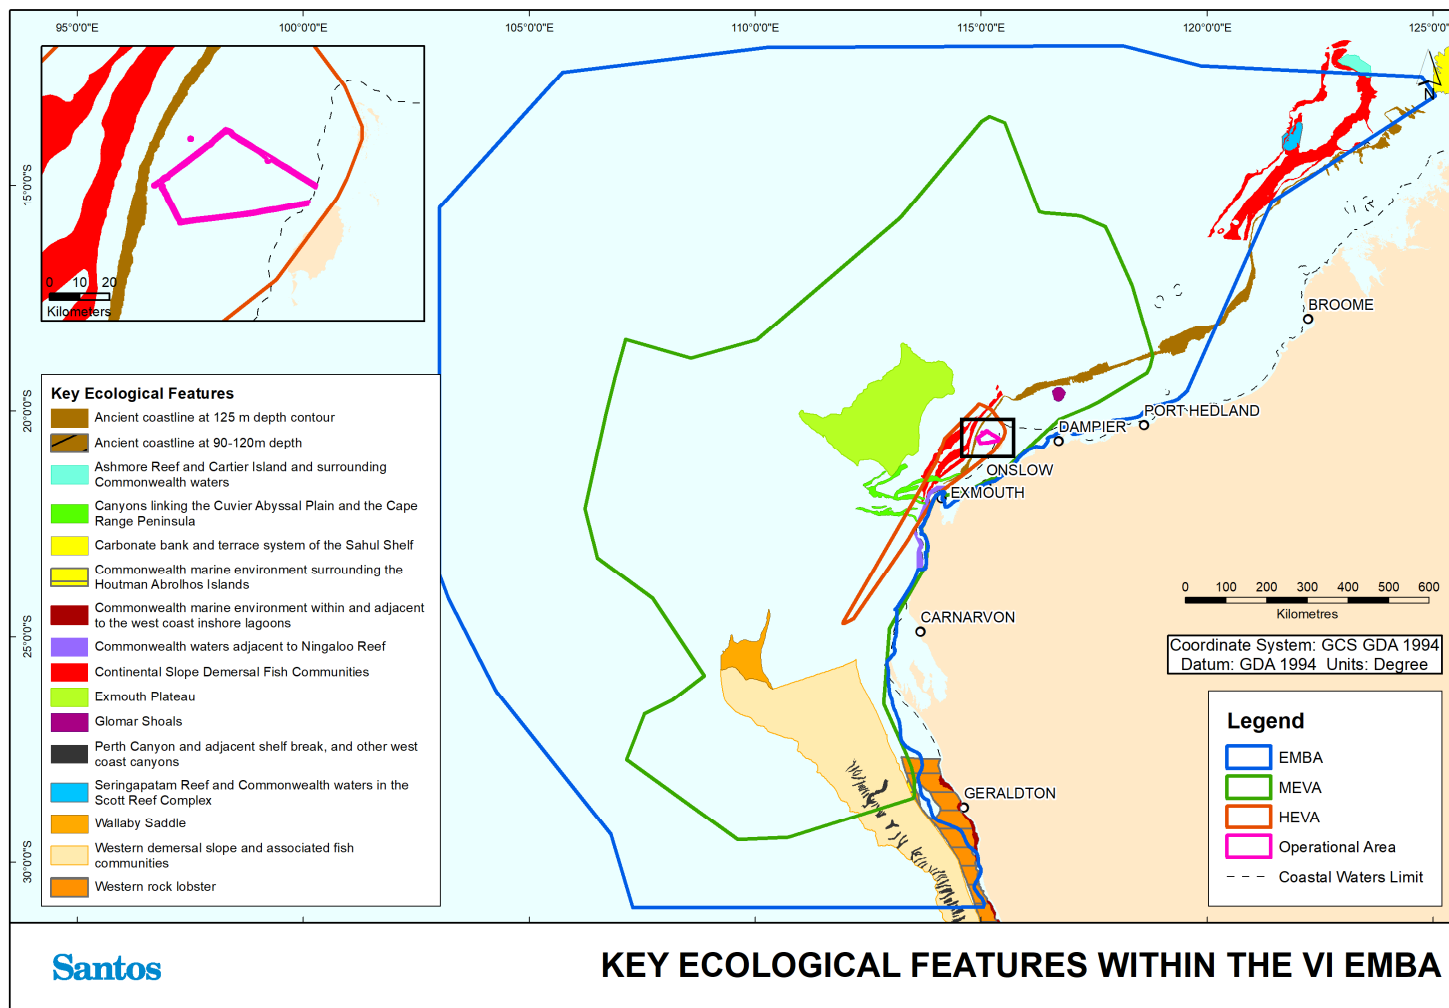 95°0'0"E
100°0'0"E
105°0'0"E
110°0'0"E
115°0'0"E
120°0'0"E
125°0'0"E
N
0 10 20
Kilometers
15°0'0"S
20°0'0"S
25°0'0"S
30°0'0"S
BROOME
PORT HEDLAND
DAMPIER
ONSLOW
EXMOUTH
CARNARVON
GERALDTON
Key Ecological Features
Ancient coastline at 125 m depth contour
Ancient coastline at 90-120m depth
Ashmore Reef and Cartier Island and surrounding
Commonwealth waters
Canyons linking the Cuvier Abyssal Plain and the Cape
Range Peninsula
Carbonate bank and terrace system of the Sahul Shelf
Commonwealth marine environment surrounding the
Houtman Abrolhos Islands
Commonwealth marine environment within and adjacent
to the west coast inshore lagoons
Commonwealth waters adjacent to Ningaloo Reef
Continental Slope Demersal Fish Communities
Exmouth Plateau
Glomar Shoals
Perth Canyon and adjacent shelf break, and other west
coast canyons
Seringapatam Reef and Commonwealth waters in the
Scott Reef Complex
Wallaby Saddle
Western demersal slope and associated fish
communities
Western rock lobster
0 100 200 300 400 500 600
Kilometres
Coordinate System: GCS GDA 1994
Datum: GDA 1994 Units: Degree
Legend
EMBA
MEVA
HEVA
Operational Area
Coastal Waters Limit
Santos
KEY ECOLOGICAL FEATURES WITHIN THE VI EMBA